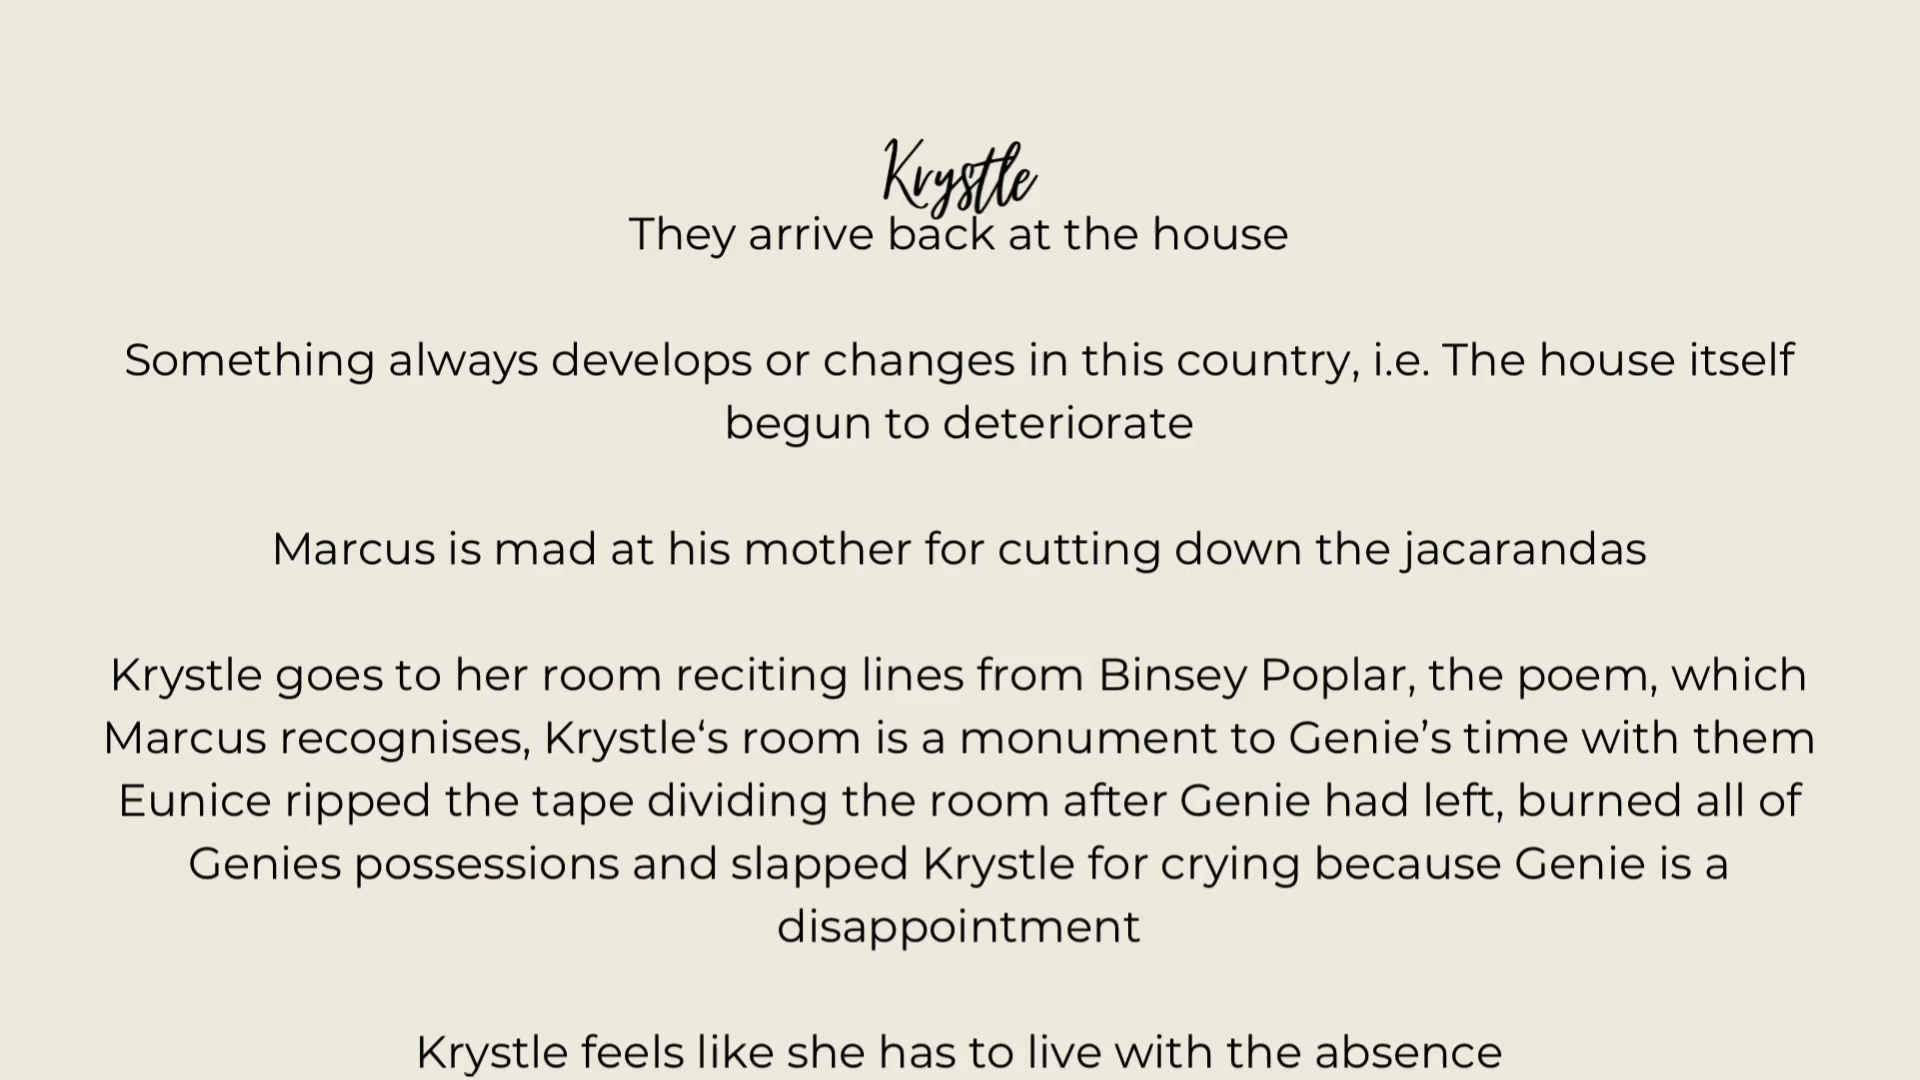 Krystle
They arrive back at the house
Something always develops or changes in this country, i.e. The house itself
begun to deteriorate
Marcus is mad at his mother for cutting down the jacarandas
Krystle goes to her room reciting lines from Binsey Poplar, the poem, which
Marcus recognises, Krystle‘s room is a monument to Genie’s time with them
Eunice ripped the tape dividing the room after Genie had left, burned all of
Genies possessions and slapped Krystle for crying because Genie is a
disappointment
Krystle feels like she has to live with the absence